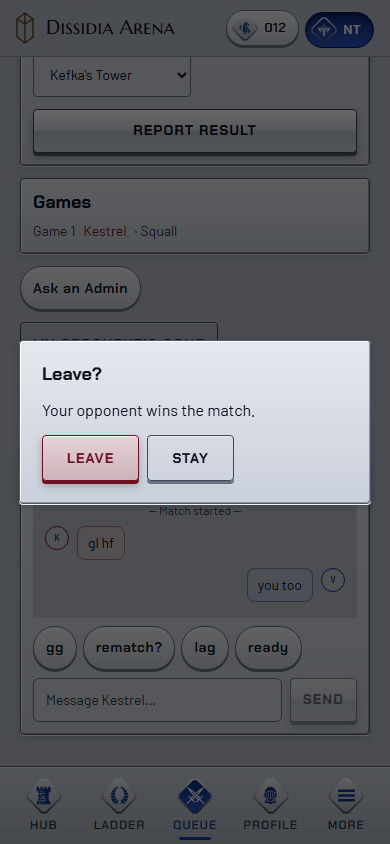 Dissidia Arena
012
NT
Kefka's Tower
REPORT RESULT
Games
Game 1 Kestrel · Squall
Ask an Admin
Leave?
Your opponent wins the match.
LEAVE
STAY
— Match started —
K
gl hf
you too
V
gg
rematch?
lag
ready
Message Kestrel...
SEND
HUB
LADDER
QUEUE
PROFILE
MORE